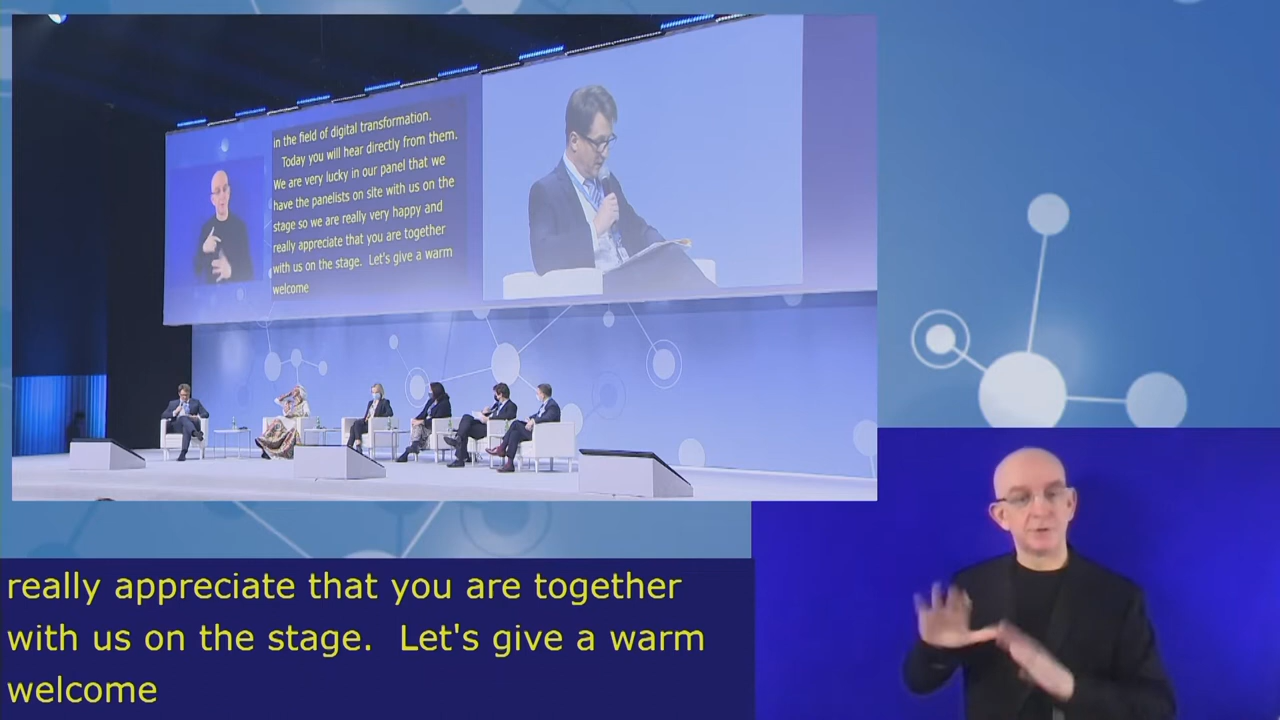 in the field of digital transformation.
Today you will hear directly from them.
We are very lucky in our panel that we
have the panelists on site with us on the
stage so we are really very happy and
really appreciate that you are together
with us on the stage.  Let's give a warm
welcome
really appreciate that you are together
with us on the stage.  Let's give a warm
welcome